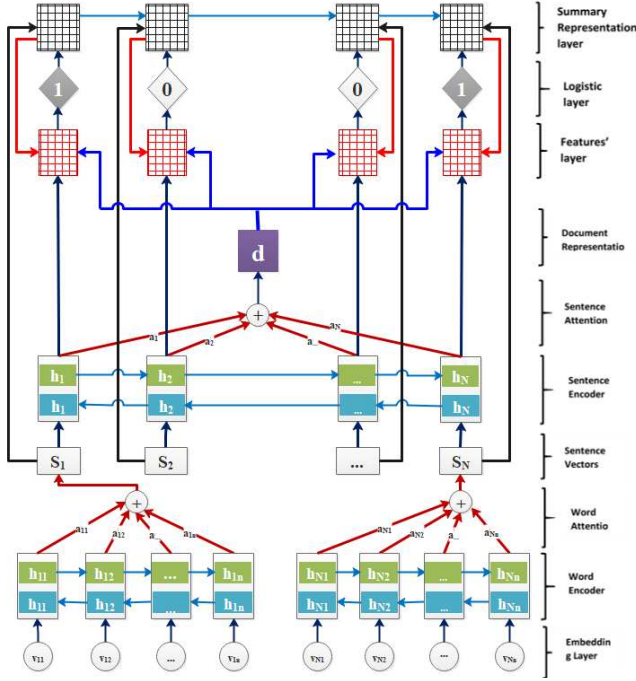 Summary
Representation
layer
1 0 0 1
Logistic
layer
Features'
layer
d
Document
Representatio
+
Sentence
Attention
a1 a2 a... aN
h1 h2 ... hN
h1 h2 ... hN
Sentence
Encoder
S1 S2 ... SN
Sentence
Vectors
+ +
Word
Attentio
a11 a12 a... a1n aN1 aN2 a... aNn
h11 h12 ... h1n hN1 hN2 ... hNn
h11 h12 ... h1n hN1 hN2 ... hNn
Word
Encoder
v11 v12 ... v1n vN1 vN2 ... vNn
Embeddin
g Layer